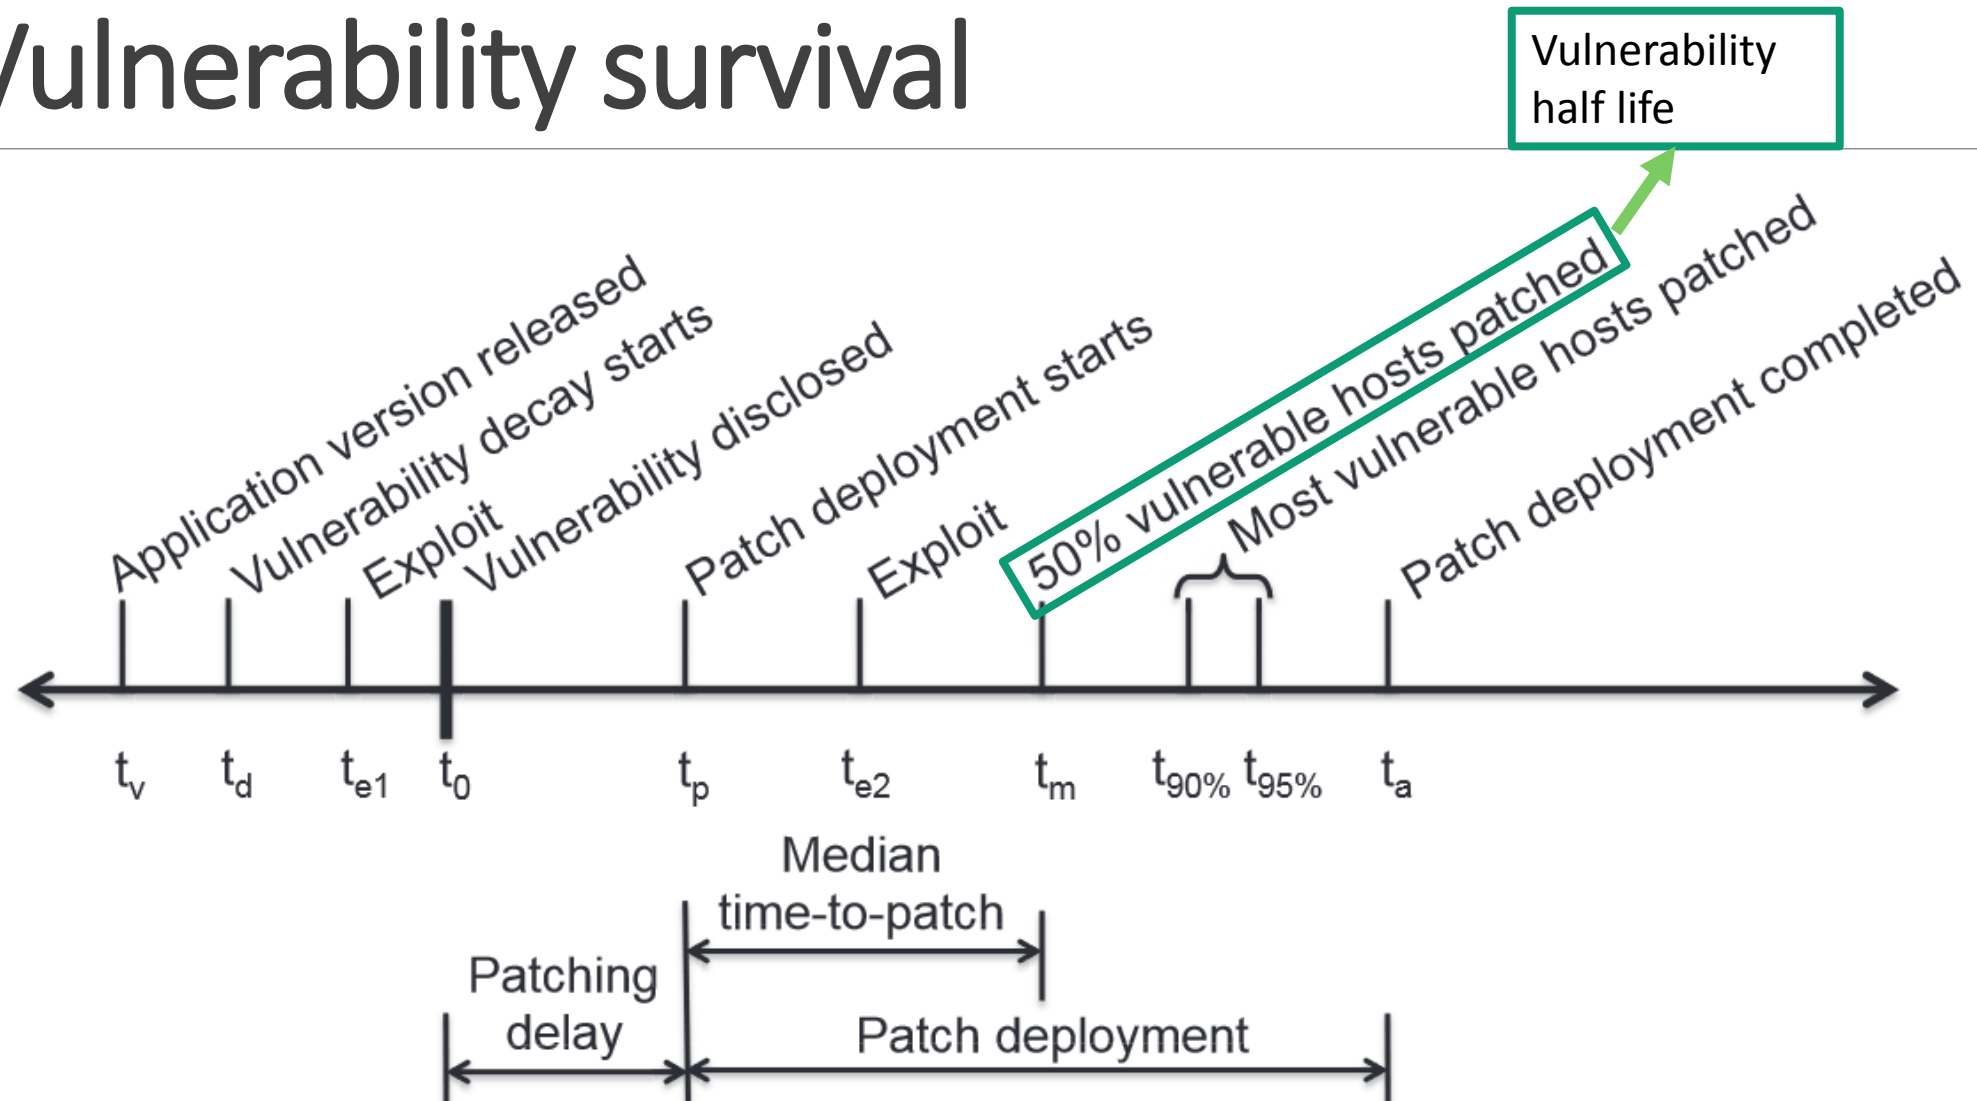 Vulnerability survival
Vulnerability
half life
Application version released
Vulnerability decay starts
Exploit
Vulnerability disclosed
Patch deployment starts
Exploit
50% vulnerable hosts patched
Most vulnerable hosts patched
Patch deployment completed
tv td te1 t0 tp te2 tm t90% t95% ta
Median
time-to-patch
Patching
delay
Patch deployment